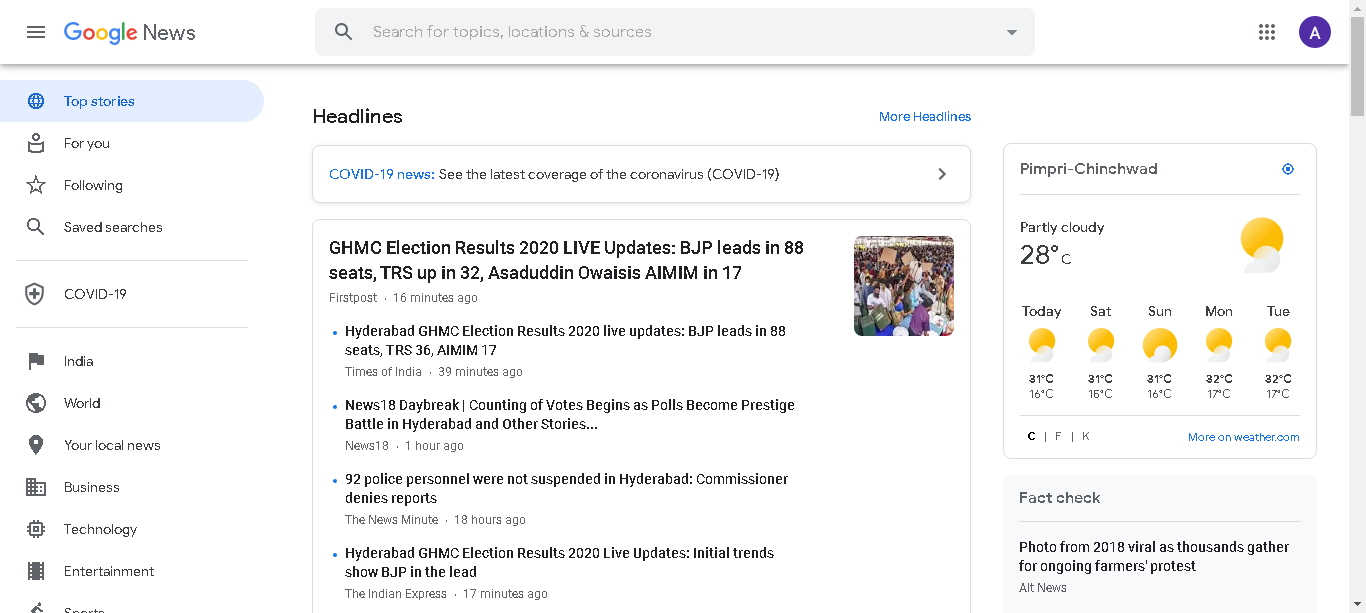 Google News
Search for topics, locations & sources
A
Top stories
For you
Following
Saved searches
COVID-19
India
World
Your local news
Business
Technology
Entertainment
Sports
Headlines
More Headlines
COVID-19 news: See the latest coverage of the coronavirus (COVID-19)
GHMC Election Results 2020 LIVE Updates: BJP leads in 88
seats, TRS up in 32, Asaduddin Owaisis AIMIM in 17
Firstpost · 16 minutes ago
Hyderabad GHMC Election Results 2020 live updates: BJP leads in 88
seats, TRS 36, AIMIM 17
Times of India · 39 minutes ago
News18 Daybreak | Counting of Votes Begins as Polls Become Prestige
Battle in Hyderabad and Other Stories...
News18 · 1 hour ago
92 police personnel were not suspended in Hyderabad: Commissioner
denies reports
The News Minute · 18 hours ago
Hyderabad GHMC Election Results 2020 Live Updates: Initial trends
show BJP in the lead
The Indian Express · 17 minutes ago
Pimpri-Chinchwad
Partly cloudy
28°C
Today Sat Sun Mon Tue
31°C 31°C 31°C 32°C 32°C
16°C 15°C 16°C 17°C 17°C
C | F | K
More on weather.com
Fact check
Photo from 2018 viral as thousands gather
for ongoing farmers' protest
Alt News